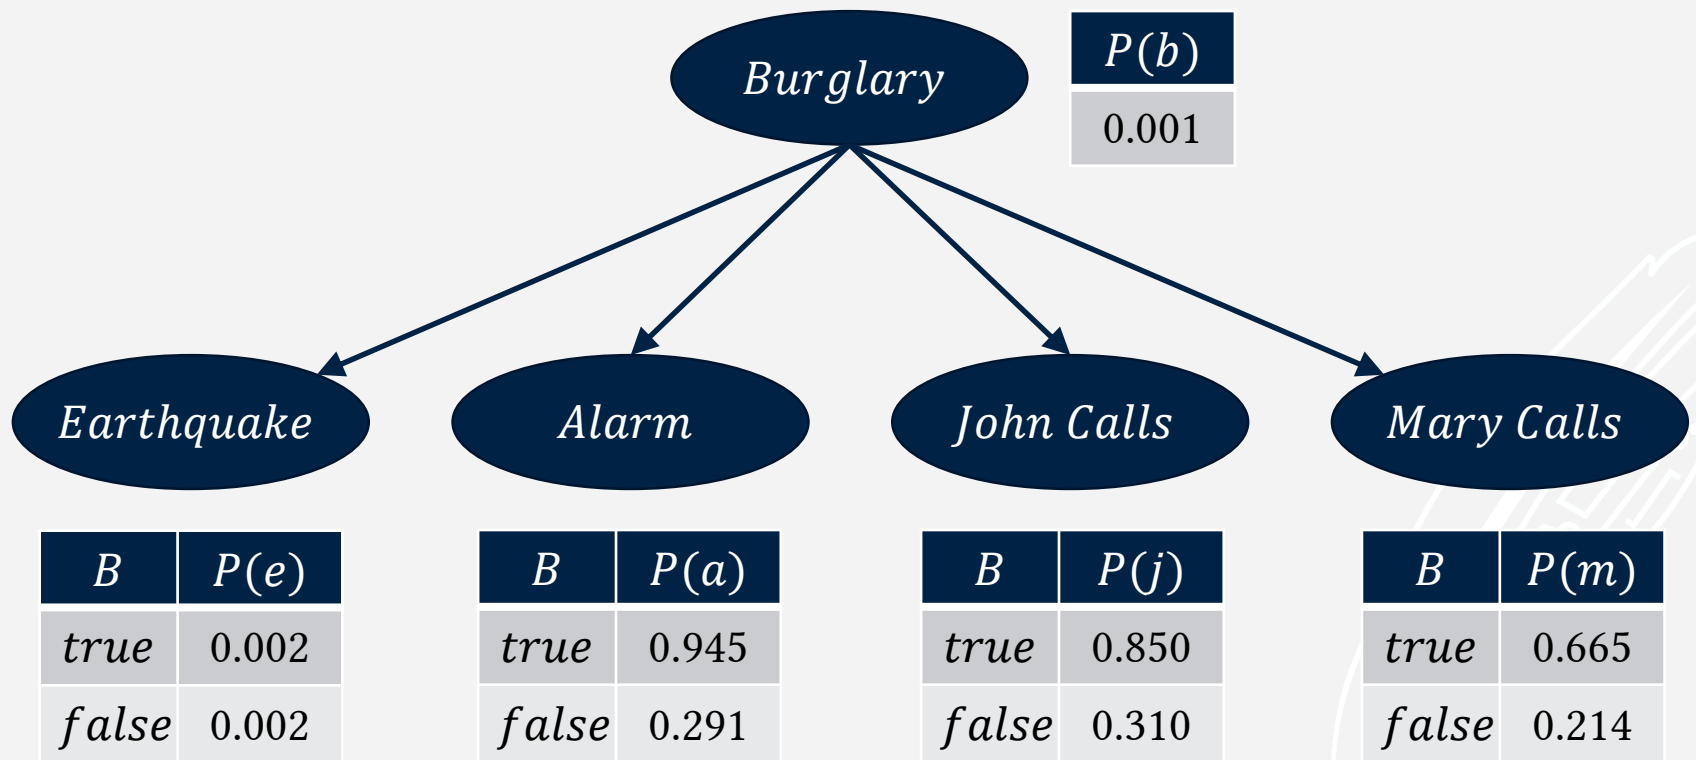 Burglary
P(b)
0.001
Earthquake
Alarm
John Calls
Mary Calls
B P(e)
true 0.002
false 0.002
B P(a)
true 0.945
false 0.291
B P(j)
true 0.850
false 0.310
B P(m)
true 0.665
false 0.214